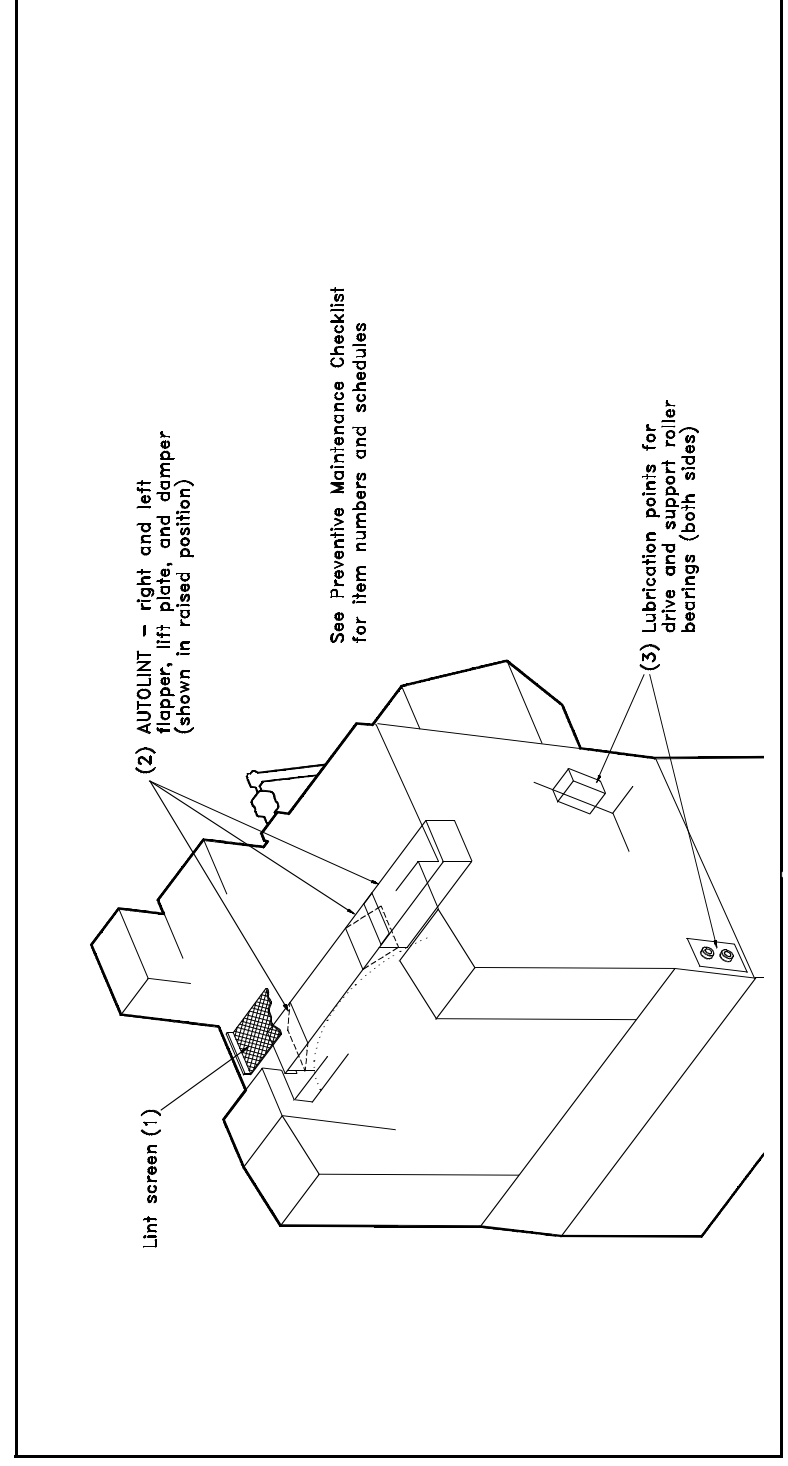 Lint screen (1)
(2) AUTOLINT – right and left
flapper, lift plate, and damper
(shown in raised position)
See Preventive Maintenance Checklist
for item numbers and schedules
(3) Lubrication points for
drive and support roller
bearings (both sides)